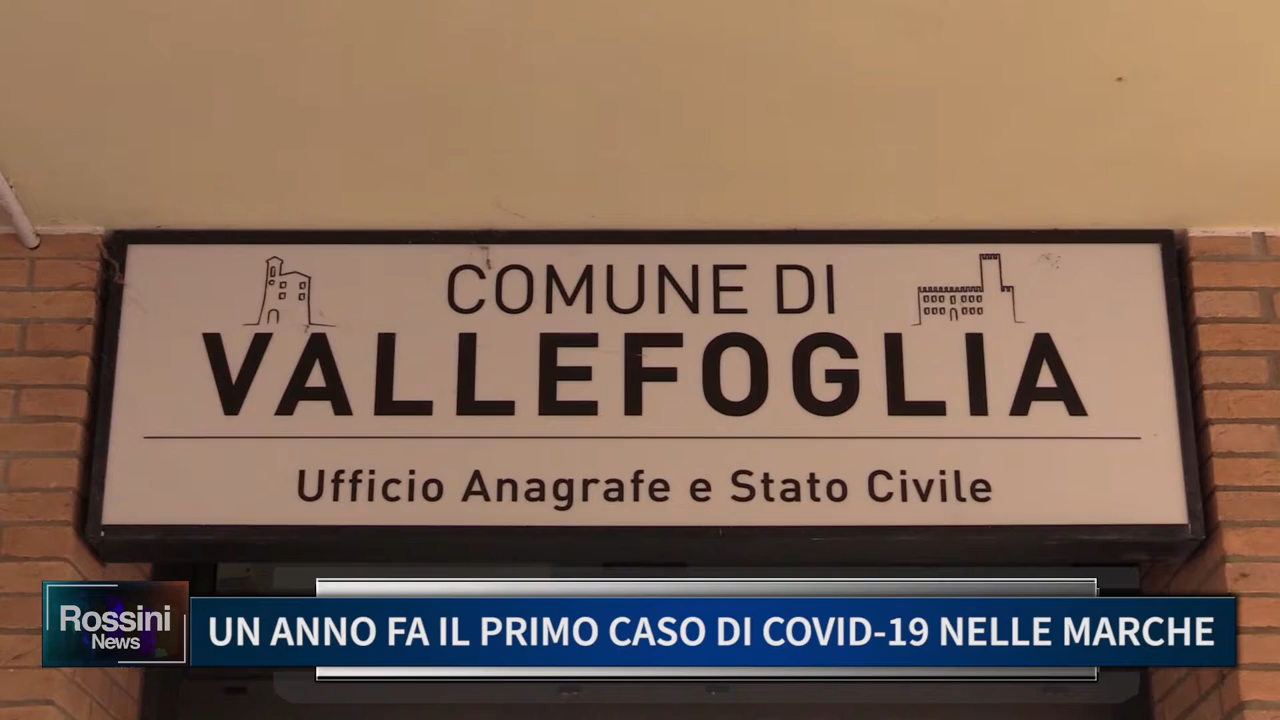 COMUNE DI
VALLEFOGLIA
Ufficio Anagrafe e Stato Civile
Rossini
News
UN ANNO FA IL PRIMO CASO DI COVID-19 NELLE MARCHE